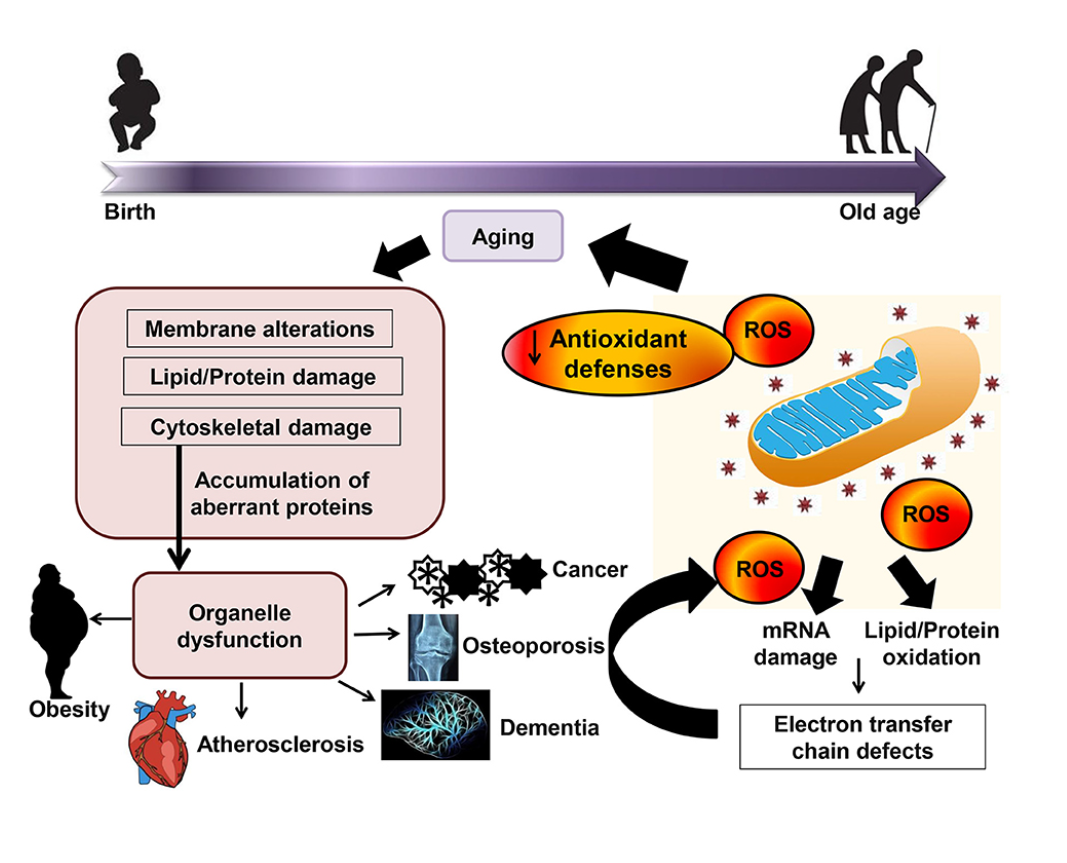 Birth
Old age
Aging
Membrane alterations
Lipid/Protein damage
Cytoskeletal damage
Accumulation of
aberrant proteins
↓ Antioxidant
defenses
ROS
ROS
ROS
mRNA
damage
Lipid/Protein
oxidation
Electron transfer
chain defects
Organelle
dysfunction
Cancer
Osteoporosis
Dementia
Atherosclerosis
Obesity